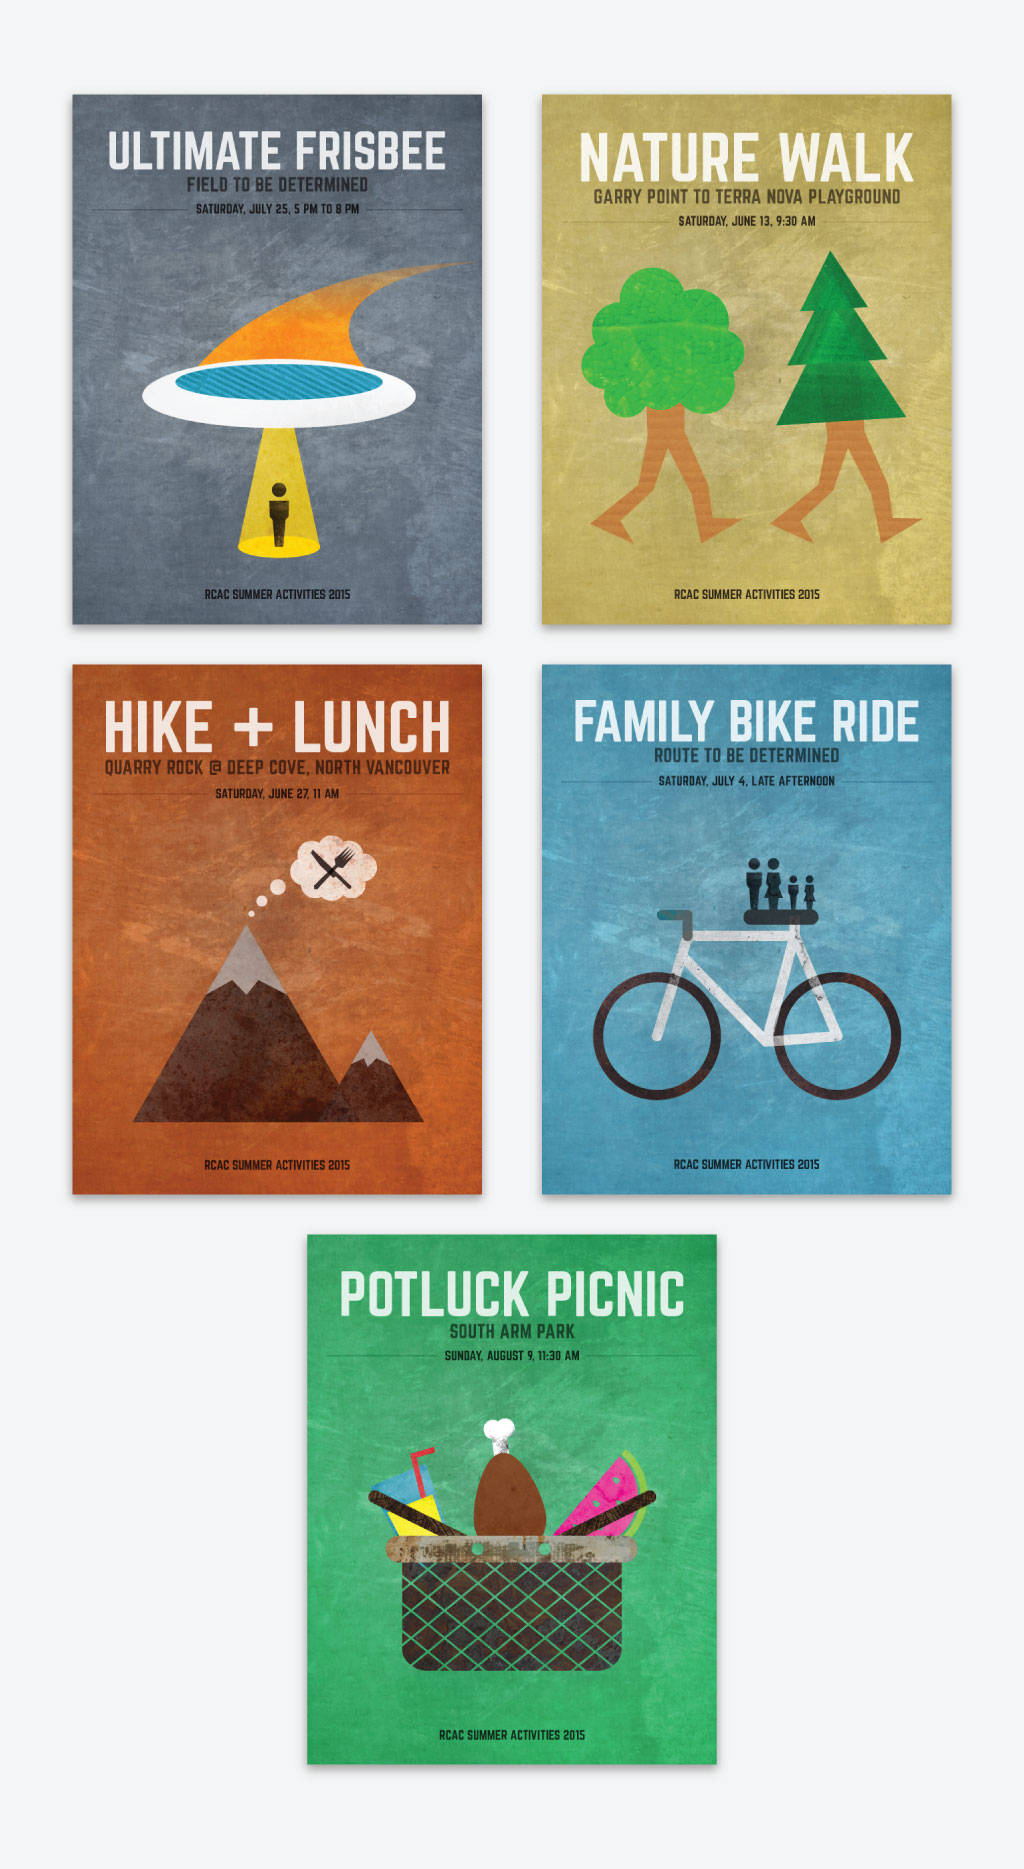 ULTIMATE FRISBEE
FIELD TO BE DETERMINED
SATURDAY, JULY 25, 5 PM TO 8 PM
RCAC SUMMER ACTIVITIES 2015
NATURE WALK
GARRY POINT TO TERRA NOVA PLAYGROUND
SATURDAY, JUNE 13, 9:30 AM
RCAC SUMMER ACTIVITIES 2015
HIKE + LUNCH
QUARRY ROCK @ DEEP COVE, NORTH VANCOUVER
SATURDAY, JUNE 27, 11 AM
RCAC SUMMER ACTIVITIES 2015
FAMILY BIKE RIDE
ROUTE TO BE DETERMINED
SATURDAY, JULY 4, LATE AFTERNOON
RCAC SUMMER ACTIVITIES 2015
POTLUCK PICNIC
SOUTH ARM PARK
SUNDAY, AUGUST 9, 11:30 AM
RCAC SUMMER ACTIVITIES 2015